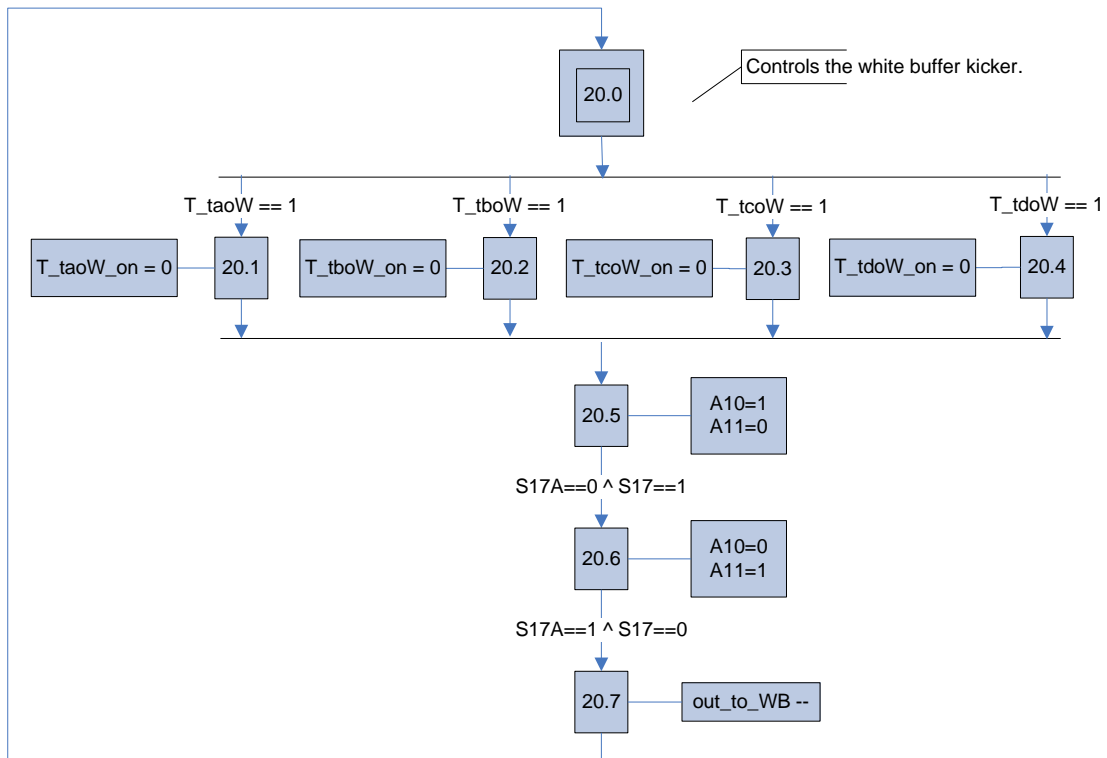 Controls the white buffer kicker.
20.0
T_taoW == 1
T_tboW == 1
T_tcoW == 1
T_tdoW == 1
T_taoW_on = 0
20.1
T_tboW_on = 0
20.2
T_tcoW_on = 0
20.3
T_tdoW_on = 0
20.4
20.5
A10=1
A11=0
S17A==0 ^ S17==1
20.6
A10=0
A11=1
S17A==1 ^ S17==0
20.7
out_to_WB --